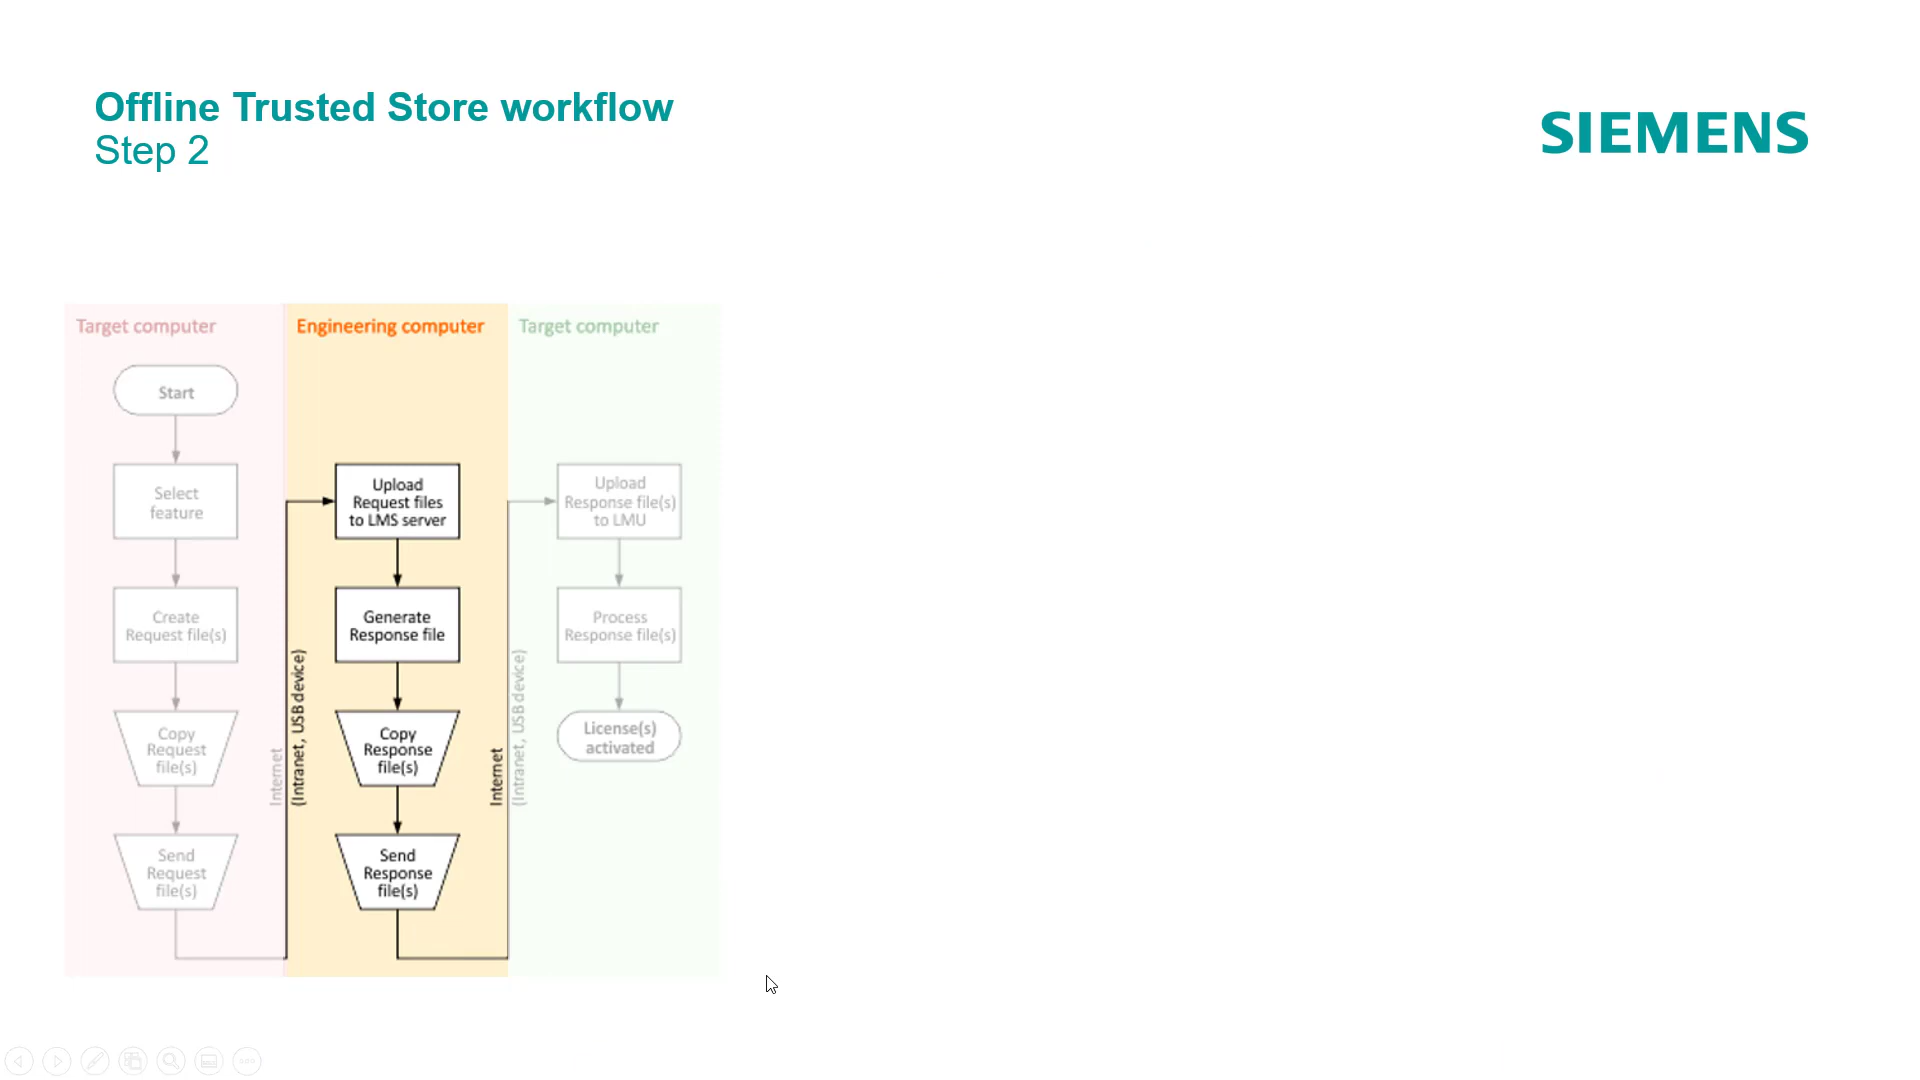 Offline Trusted Store workflow
Step 2
SIEMENS
Target computer
Start
Select
feature
Create
Request file(s)
Copy
Request
file(s)
Send
Request
file(s)
Internet
(Intranet, USB device)
Engineering computer
Upload
Request files
to LMS server
Generate
Response file
Copy
Response
file(s)
Send
Response
file(s)
Internet
(Intranet, USB device)
Target computer
Upload
Response file(s)
to LMU
Process
Response file(s)
License(s)
activated